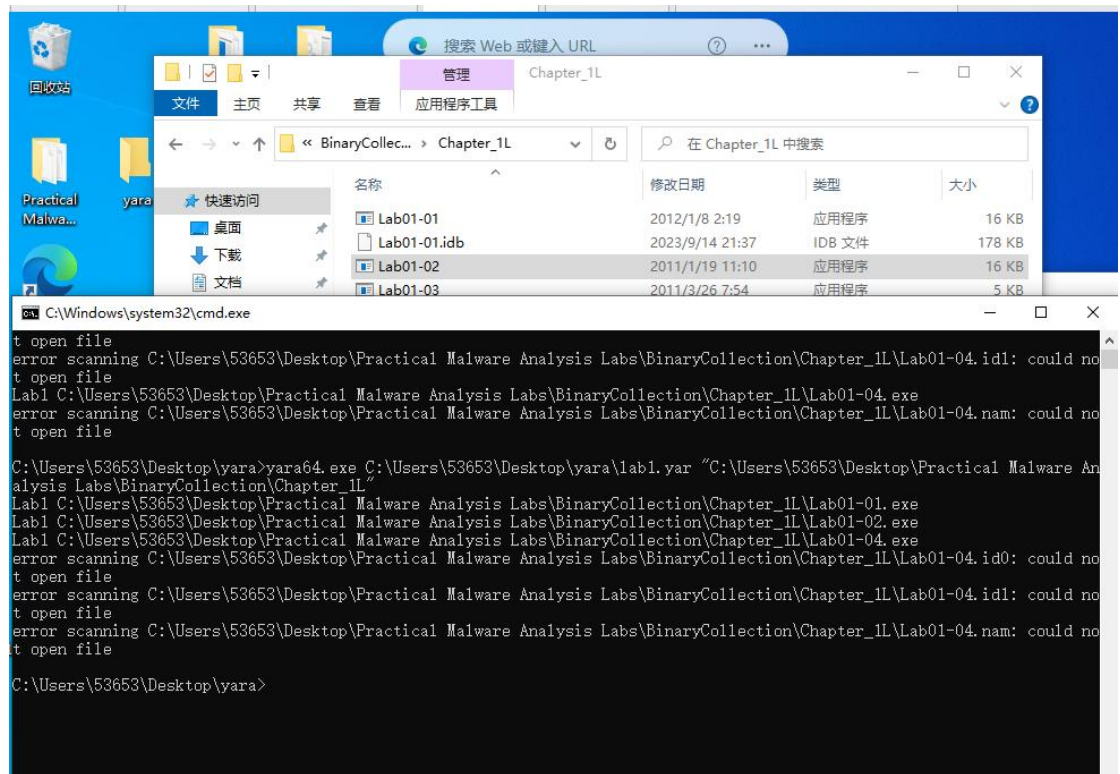 回收站
Practical
Malwa...
yara
搜索 Web 或键入 URL
管理
Chapter_1L
文件
主页
共享
查看
应用程序工具
« BinaryCollec... › Chapter_1L
在 Chapter_1L 中搜索
快速访问
桌面
下载
文档
名称 修改日期 类型 大小
Lab01-01 2012/1/8 2:19 应用程序 16 KB
Lab01-01.idb 2023/9/14 21:37 IDB 文件 178 KB
Lab01-02 2011/1/19 11:10 应用程序 16 KB
Lab01-03 2011/3/26 7:54 应用程序 5 KB
C:\Windows\system32\cmd.exe
t open file
error scanning C:\Users\53653\Desktop\Practical Malware Analysis Labs\BinaryCollection\Chapter_1L\Lab01-04.id1: could no
t open file
Lab1 C:\Users\53653\Desktop\Practical Malware Analysis Labs\BinaryCollection\Chapter_1L\Lab01-04.exe
error scanning C:\Users\53653\Desktop\Practical Malware Analysis Labs\BinaryCollection\Chapter_1L\Lab01-04.nam: could no
t open file
C:\Users\53653\Desktop\yara>yara64.exe C:\Users\53653\Desktop\yara\lab1.yar "C:\Users\53653\Desktop\Practical Malware An
alysis Labs\BinaryCollection\Chapter_1L"
Lab1 C:\Users\53653\Desktop\Practical Malware Analysis Labs\BinaryCollection\Chapter_1L\Lab01-01.exe
Lab1 C:\Users\53653\Desktop\Practical Malware Analysis Labs\BinaryCollection\Chapter_1L\Lab01-02.exe
Lab1 C:\Users\53653\Desktop\Practical Malware Analysis Labs\BinaryCollection\Chapter_1L\Lab01-04.exe
error scanning C:\Users\53653\Desktop\Practical Malware Analysis Labs\BinaryCollection\Chapter_1L\Lab01-04.id0: could no
t open file
error scanning C:\Users\53653\Desktop\Practical Malware Analysis Labs\BinaryCollection\Chapter_1L\Lab01-04.id1: could no
t open file
error scanning C:\Users\53653\Desktop\Practical Malware Analysis Labs\BinaryCollection\Chapter_1L\Lab01-04.nam: could no
t open file
C:\Users\53653\Desktop\yara>